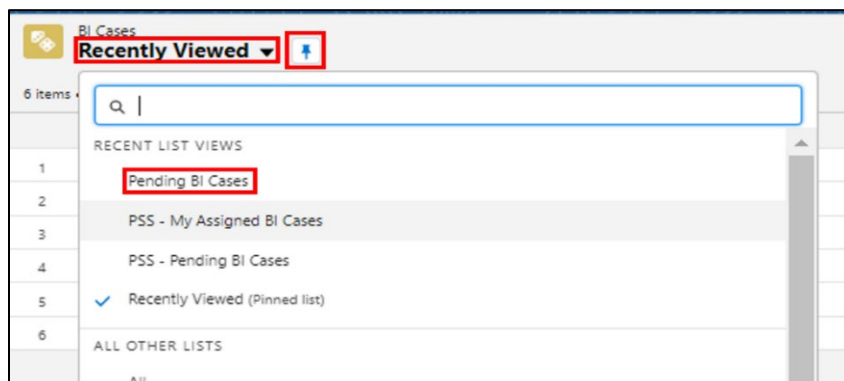 BI Cases
Recently Viewed
6 items •
RECENT LIST VIEWS
1
Pending BI Cases
2
PSS - My Assigned BI Cases
3
4
PSS - Pending BI Cases
5
Recently Viewed (Pinned list)
6
ALL OTHER LISTS
All